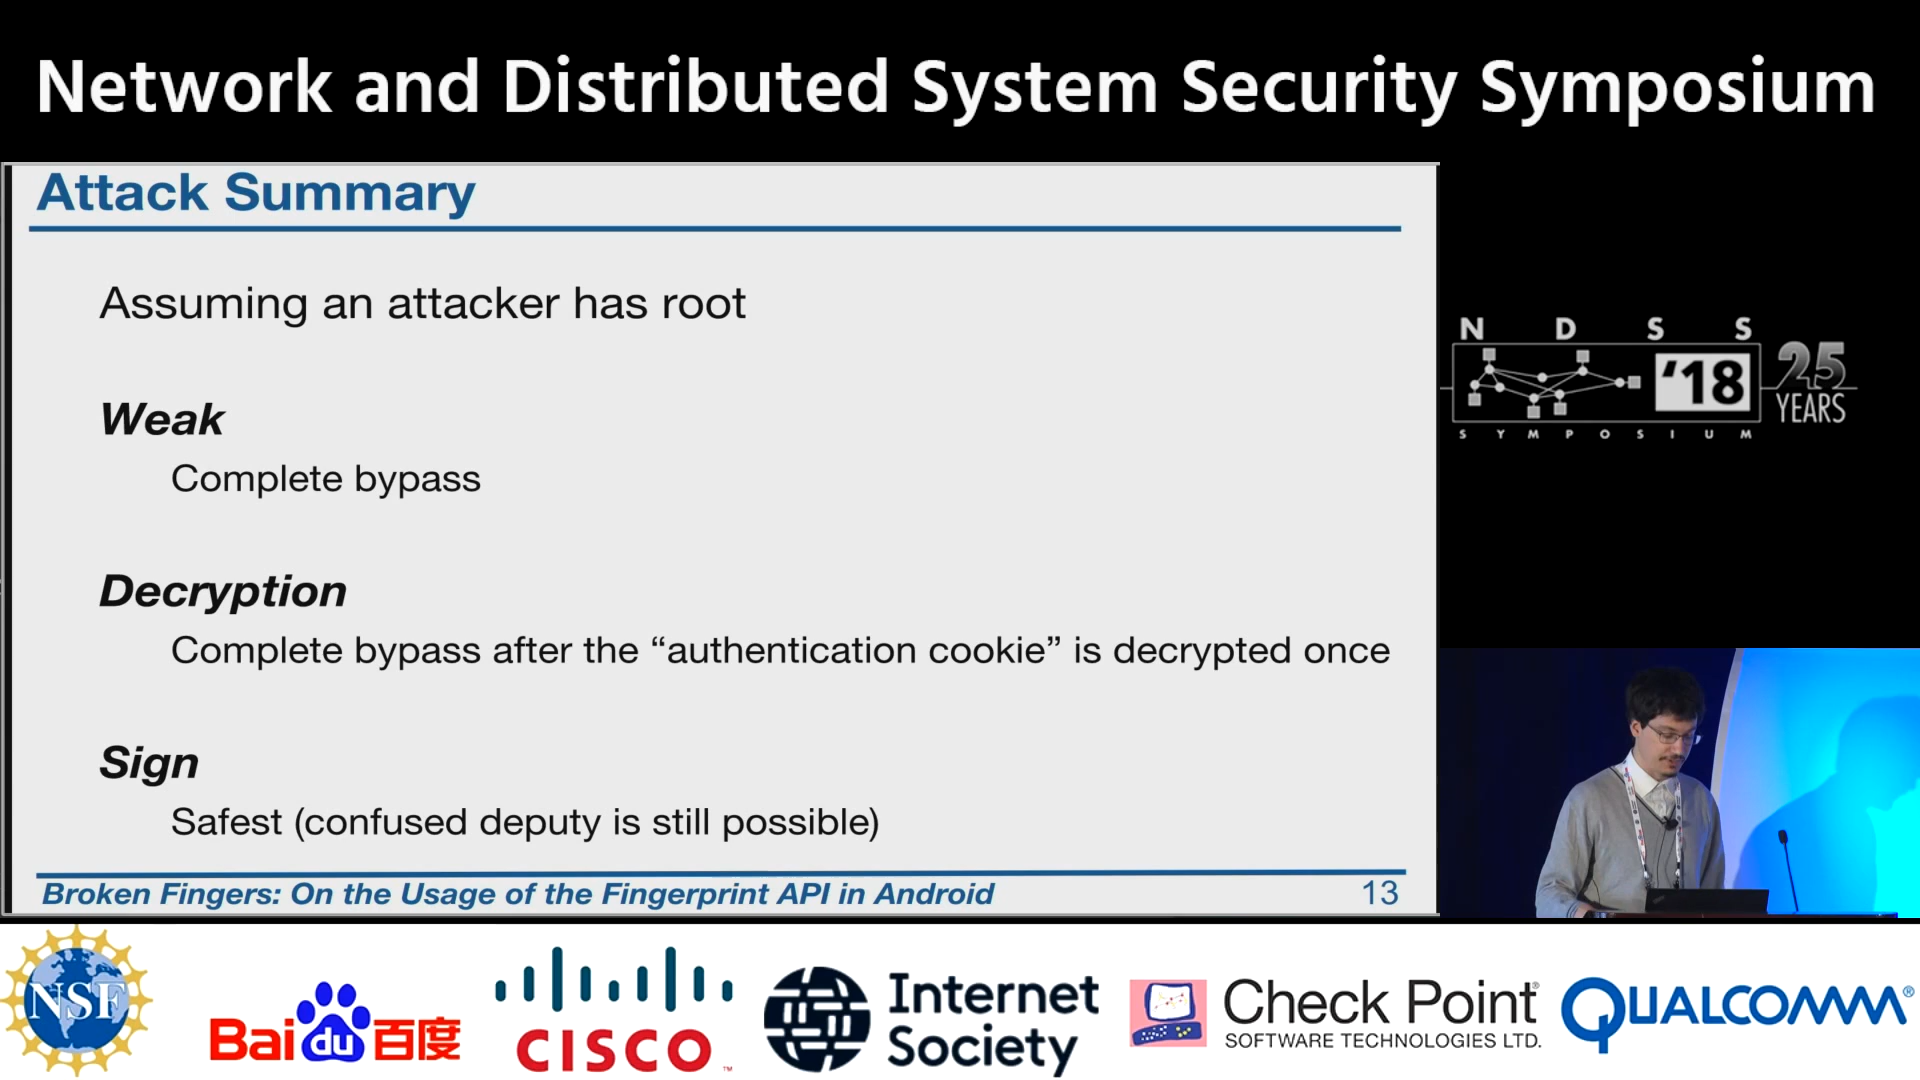 Network and Distributed System Security Symposium
Attack Summary
Assuming an attacker has root
Weak
Complete bypass
Decryption
Complete bypass after the “authentication cookie” is decrypted once
Sign
Safest (confused deputy is still possible)
Broken Fingers: On the Usage of the Fingerprint API in Android
13
N D S S
'18
25
YEARS
S Y M P O S I U M
NSF
Bai du 百度
CISCO™
Internet
Society
Check Point
SOFTWARE TECHNOLOGIES LTD.
QUALCOMM®